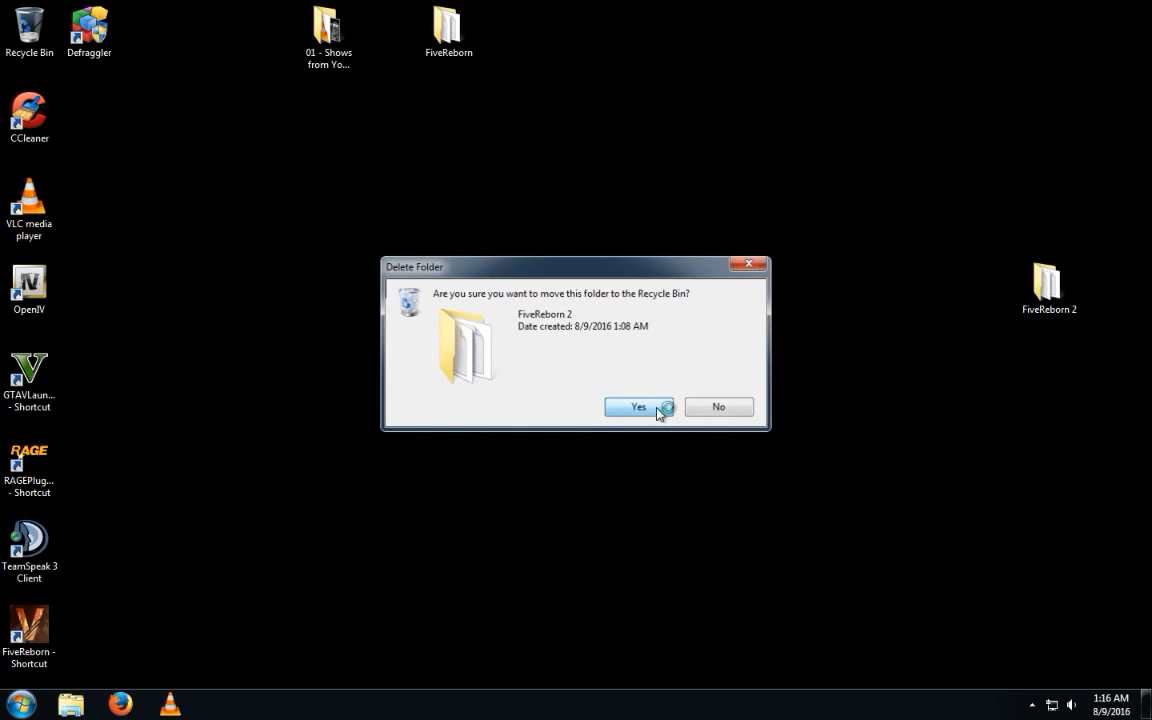 Recycle Bin
Defraggler
01 - Shows
from Yo...
FiveReborn
CCleaner
VLC media
player
OpenIV
GTAVLaun...
- Shortcut
RAGE
RAGEPlug...
- Shortcut
TeamSpeak 3
Client
FiveReborn -
Shortcut
FiveReborn 2
Delete Folder
Are you sure you want to move this folder to the Recycle Bin?
FiveReborn 2
Date created: 8/9/2016 1:08 AM
Yes
No
1:16 AM
8/9/2016